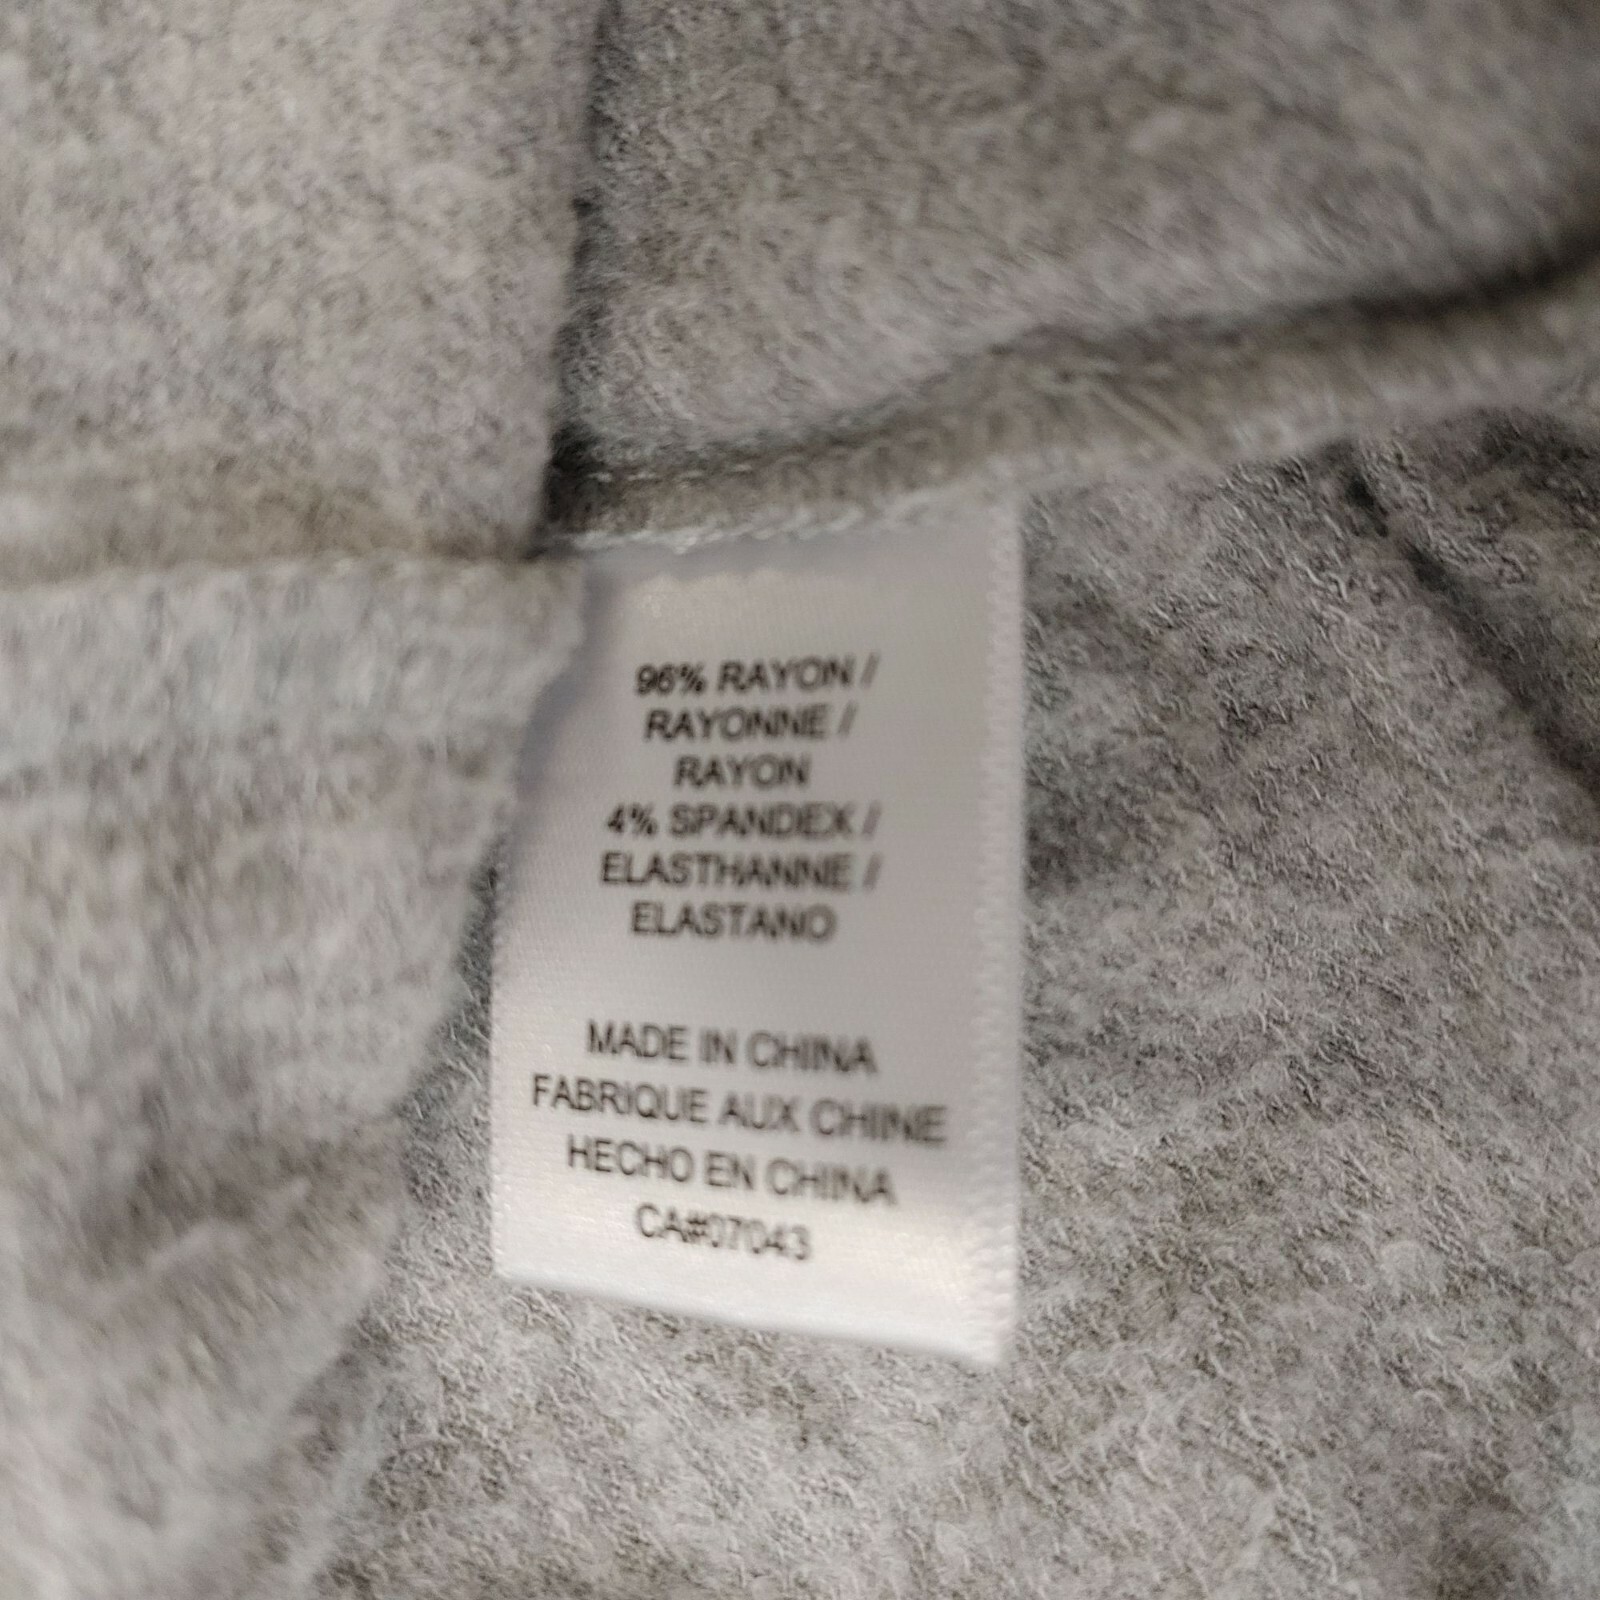 96% RAYON /
RAYONNE /
RAYON
4% SPANDEX /
ELASTHANNE /
ELASTANO
MADE IN CHINA
FABRIQUE AUX CHINE
HECHO EN CHINA
CA#07043